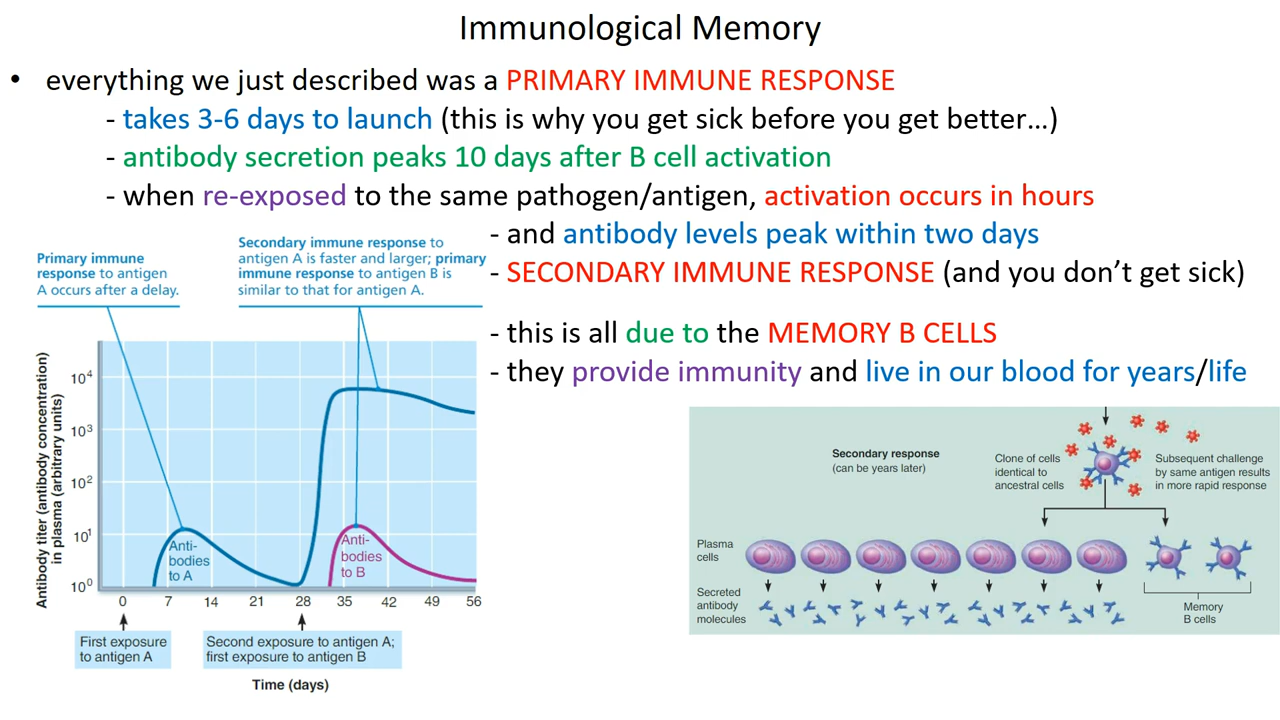 Immunological Memory
• everything we just described was a PRIMARY IMMUNE RESPONSE
- takes 3-6 days to launch (this is why you get sick before you get better…)
- antibody secretion peaks 10 days after B cell activation
- when re-exposed to the same pathogen/antigen, activation occurs in hours
- and antibody levels peak within two days
- SECONDARY IMMUNE RESPONSE (and you don’t get sick)
- this is all due to the MEMORY B CELLS
- they provide immunity and live in our blood for years/life
Primary immune
response to antigen
A occurs after a delay.
Secondary immune response to
antigen A is faster and larger; primary
immune response to antigen B is
similar to that for antigen A.
Antibody titer (antibody concentration)
in plasma (arbitrary units)
10⁴
10³
10²
10¹
10⁰
Anti-
bodies
to A
Anti-
bodies
to B
0 7 14 21 28 35 42 49 56
First exposure
to antigen A
Second exposure to antigen A;
first exposure to antigen B
Time (days)
Secondary response
(can be years later)
Clone of cells
identical to
ancestral cells
Subsequent challenge
by same antigen results
in more rapid response
Plasma
cells
Secreted
antibody
molecules
Memory
B cells